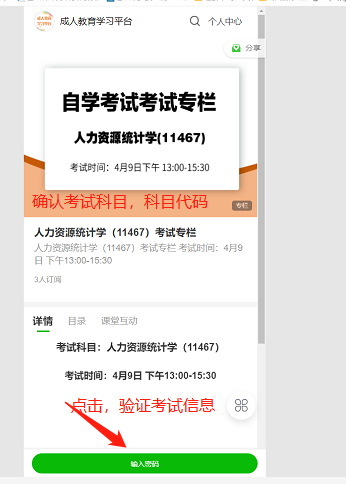 成人教育学习平台
个人中心
分享
自学考试考试专栏
人力资源统计学(11467)
考试时间：4月9日下午 13:00-15:30
确认考试科目，科目代码
专栏
人力资源统计学（11467）考试专栏
人力资源统计学（11467）考试专栏 考试时间：4月9
日 下午13:00-15:30
3人订阅
详情 目录 课堂互动
考试科目：人力资源统计学（11467）
考试时间：4月9日 下午13:00-15:30
点击，验证考试信息
输入密码